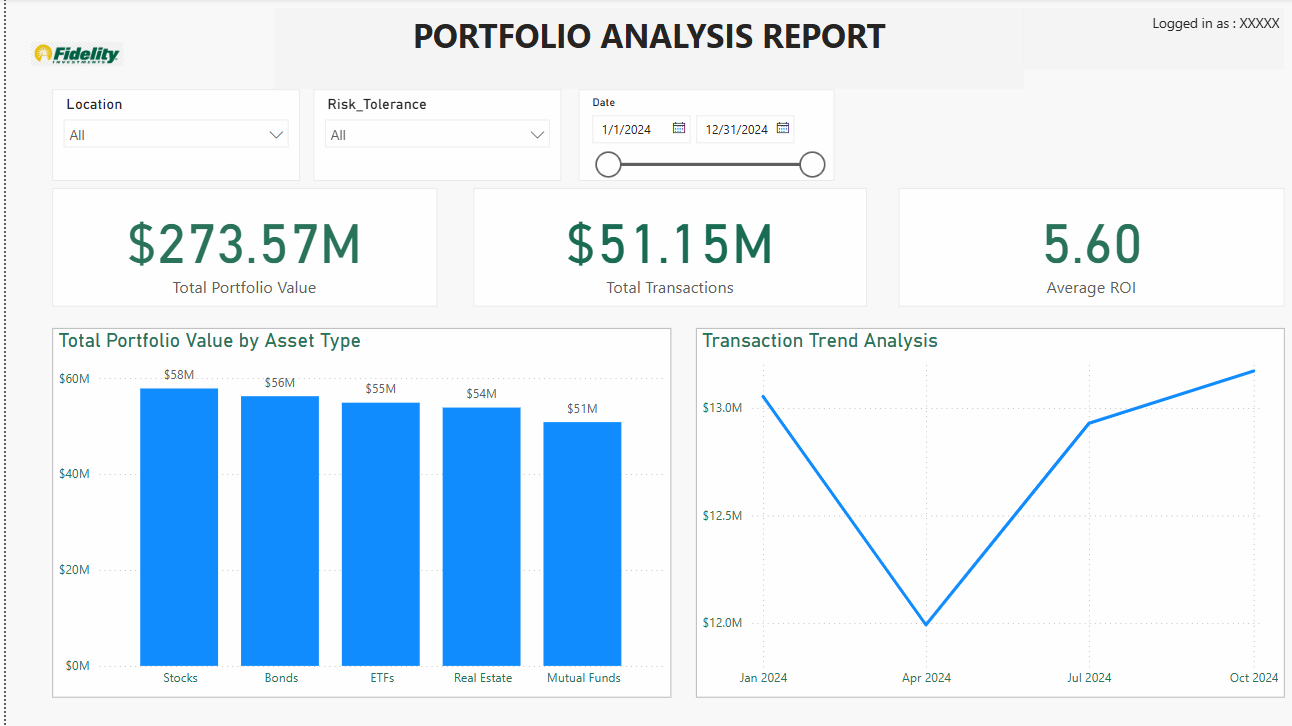 PORTFOLIO ANALYSIS REPORT
Logged in as : XXXXX
Fidelity
INVESTMENTS
Location
All
Risk_Tolerance
All
Date
1/1/2024
12/31/2024
$273.57M
Total Portfolio Value
$51.15M
Total Transactions
5.60
Average ROI
Total Portfolio Value by Asset Type
$60M
$40M
$20M
$0M
$58M
$56M
$55M
$54M
$51M
Stocks
Bonds
ETFs
Real Estate
Mutual Funds
Transaction Trend Analysis
$13.0M
$12.5M
$12.0M
Jan 2024
Apr 2024
Jul 2024
Oct 2024